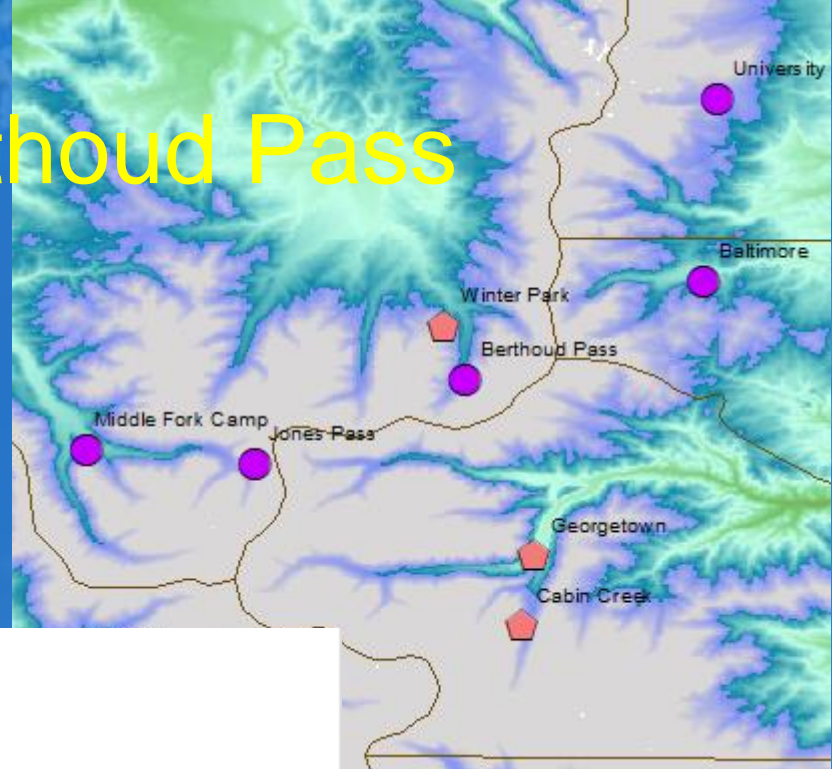 University
thoud Pass
Baltimore
Winter Park
Berthoud Pass
Middle Fork Camp
Jones Pass
Georgetown
Cabin Creek